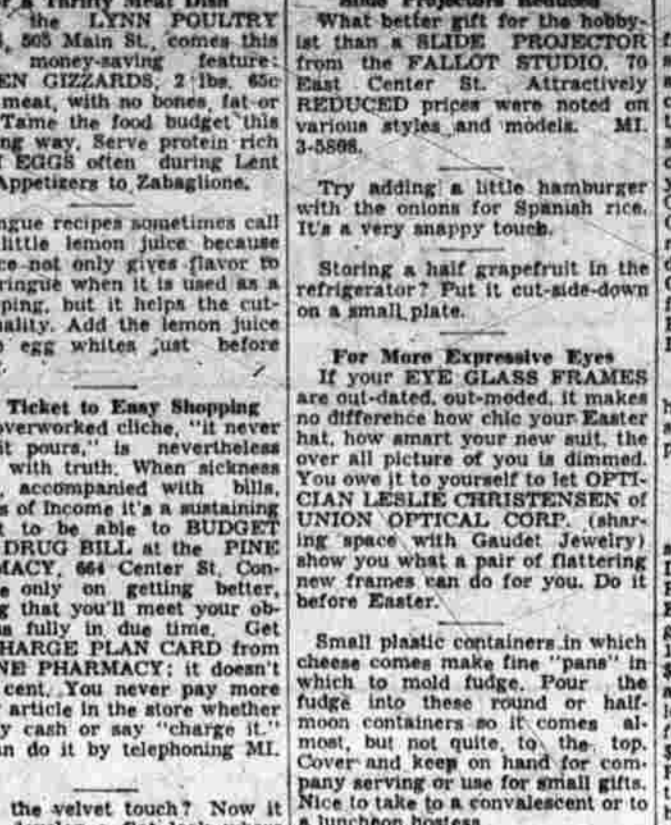 the LYNN POULTRY
505 Main St., comes this
money-saving feature:
EN GIZZARDS, 2 lbs. 65c
meat, with no bones, fat or
Tame the food budget this
ng way. Serve protein rich
EGGS often during Lent
Appetizers to Zabaglione.
ngue recipes sometimes call
little lemon juice because
ce not only gives flavor to
ringue when it is used as a
ping, but it helps the cut-
ality. Add the lemon juice
egg whites just before
Ticket to Easy Shopping
overworked cliche, "it never
it pours," is nevertheless
with truth. When sickness
, accompanied with bills,
s of Income it's a sustaining
t to be able to BUDGET
DRUG BILL at the PINE
MACY, 664 Center St. Con-
e only on getting better,
g that you'll meet your ob-
s fully in due time. Get
HARGE PLAN CARD from
NE PHARMACY; it doesn't
cent. You never pay more
article in the store whether
y cash or say "charge it."
n do it by telephoning MI.
the velvet touch? Now it
Slide Projectors Reduced
What better gift for the hobby-
ist than a SLIDE PROJECTOR
from the FALLOT STUDIO, 70
East Center St. Attractively
REDUCED prices were noted on
various styles and models. MI.
3-5808.
Try adding a little hamburger
with the onions for Spanish rice.
It's a very snappy touch.
Storing a half grapefruit in the
refrigerator? Put it cut-side-down
on a small plate.
For More Expressive Eyes
If your EYE GLASS FRAMES
are out-dated, out-moded, it makes
no difference how chic your Easter
hat, how smart your new suit, the
over all picture of you is dimmed.
You owe it to yourself to let OPTI-
CIAN LESLIE CHRISTENSEN of
UNION OPTICAL CORP. (shar-
ing space with Gaudet Jewelry)
show you what a pair of flattering
new frames can do for you. Do it
before Easter.
Small plastic containers in which
cheese comes make fine "pans" in
which to mold fudge. Pour the
fudge into these round or half-
moon containers so it comes al-
most, but not quite, to the top.
Cover and keep on hand for com-
pany serving or use for small gifts.
Nice to take to a convalescent or to
a luncheon hostess.